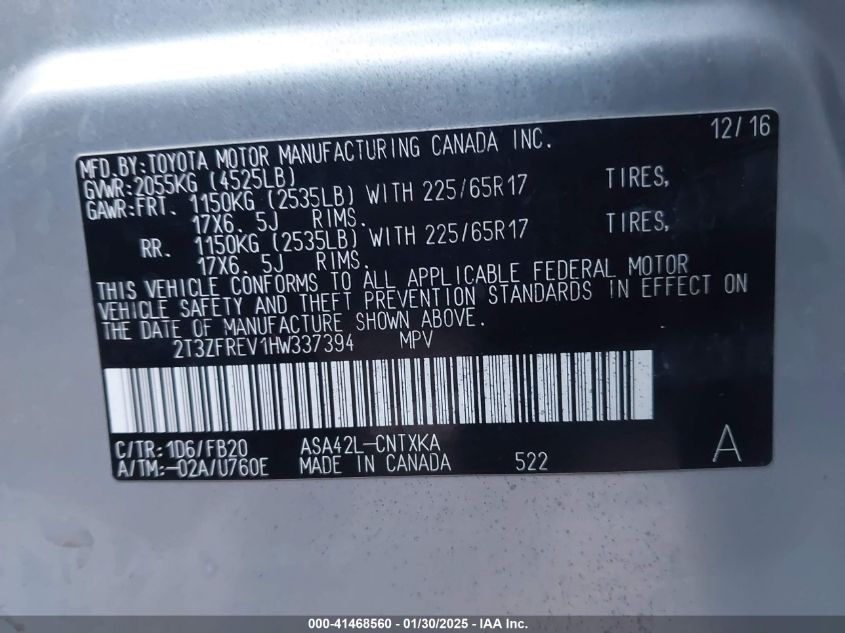 12/16
MFD.BY:TOYOTA MOTOR MANUFACTURING CANADA INC.
GVWR:2055KG (4525LB)
GAWR:FRT. 1150KG (2535LB) WITH 225/65R17 TIRES,
17X6. 5J RIMS.
RR. 1150KG (2535LB) WITH 225/65R17 TIRES,
17X6. 5J RIMS.
THIS VEHICLE CONFORMS TO ALL APPLICABLE FEDERAL MOTOR
VEHICLE SAFETY AND THEFT PREVENTION STANDARDS IN EFFECT ON
THE DATE OF MANUFACTURE SHOWN ABOVE.
2T3ZFREV1HW337394 MPV
C/TR:1D6/FB20 ASA42L-CNTXKA
A/TM:-02A/U760E MADE IN CANADA 522 A
000-41468560 - 01/30/2025 - IAA Inc.